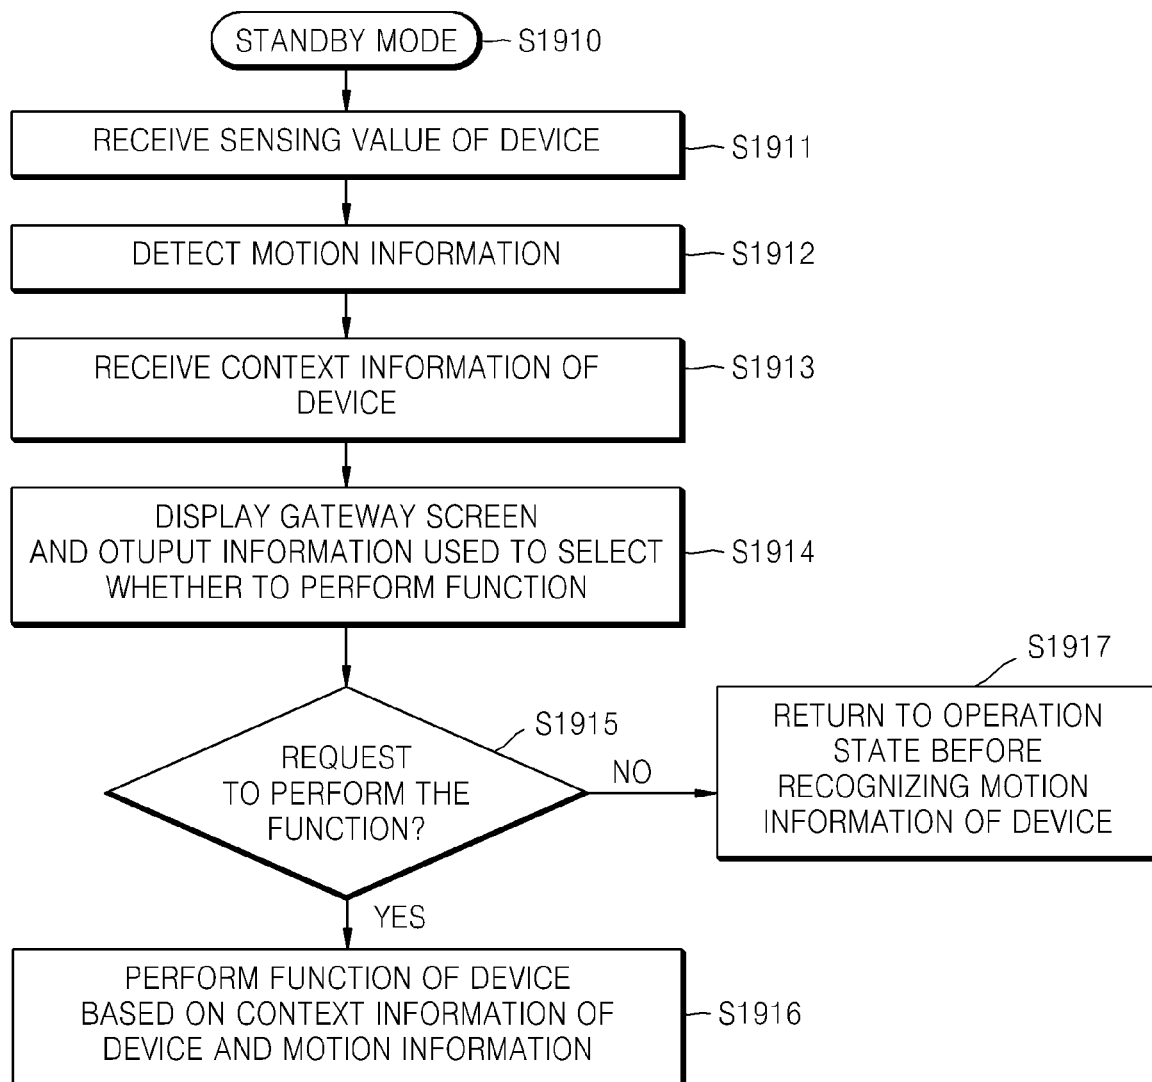 STANDBY MODE
S1910
RECEIVE SENSING VALUE OF DEVICE
S1911
DETECT MOTION INFORMATION
S1912
RECEIVE CONTEXT INFORMATION OF
DEVICE
S1913
DISPLAY GATEWAY SCREEN
AND OTUPUT INFORMATION USED TO SELECT
WHETHER TO PERFORM FUNCTION
S1914
REQUEST
TO PERFORM THE
FUNCTION?
S1915
NO
RETURN TO OPERATION
STATE BEFORE
RECOGNIZING MOTION
INFORMATION OF DEVICE
S1917
YES
PERFORM FUNCTION OF DEVICE
BASED ON CONTEXT INFORMATION OF
DEVICE AND MOTION INFORMATION
S1916